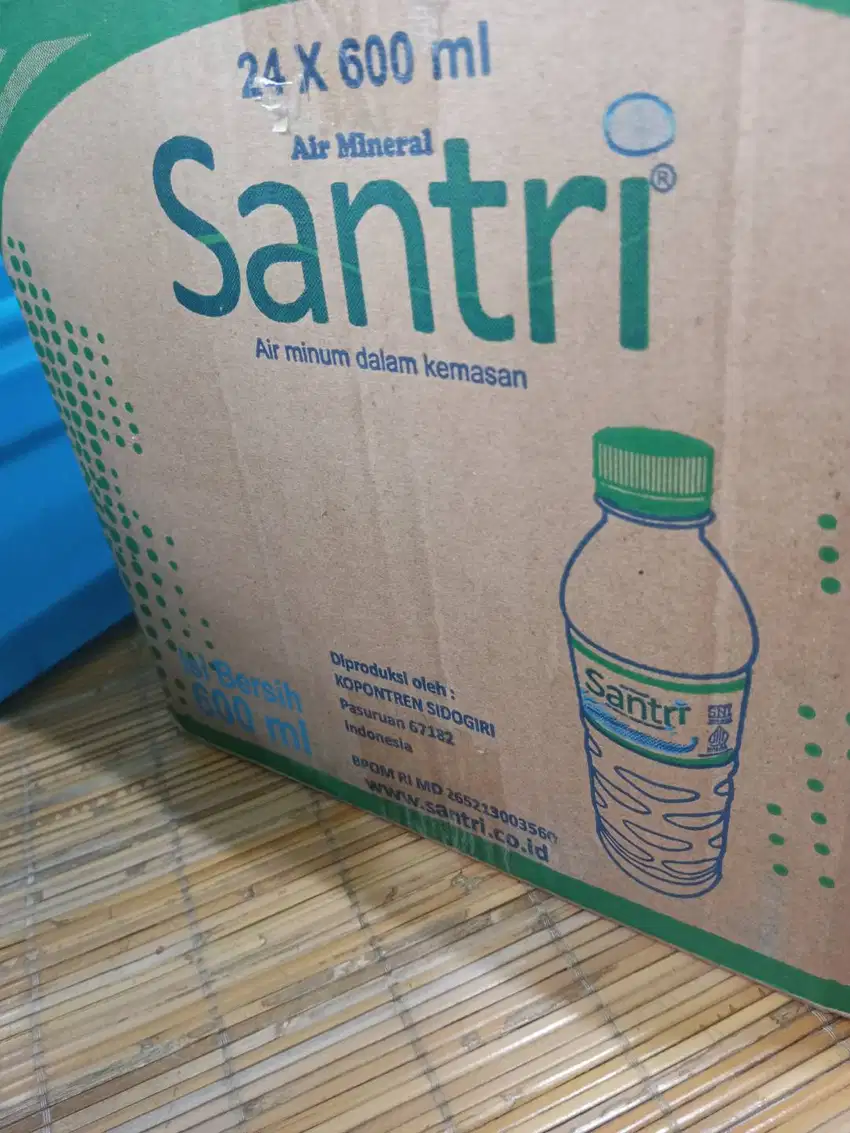 24 X 600 ml
Air Mineral
Santri®
Air minum dalam kemasan
Isi Bersih
600 ml
Diproduksi oleh :
KOPONTREN SIDOGIRI
Pasuruan 67182
Indonesia
BPOM RI MD 265213003560
www.santri.co.id
Santri